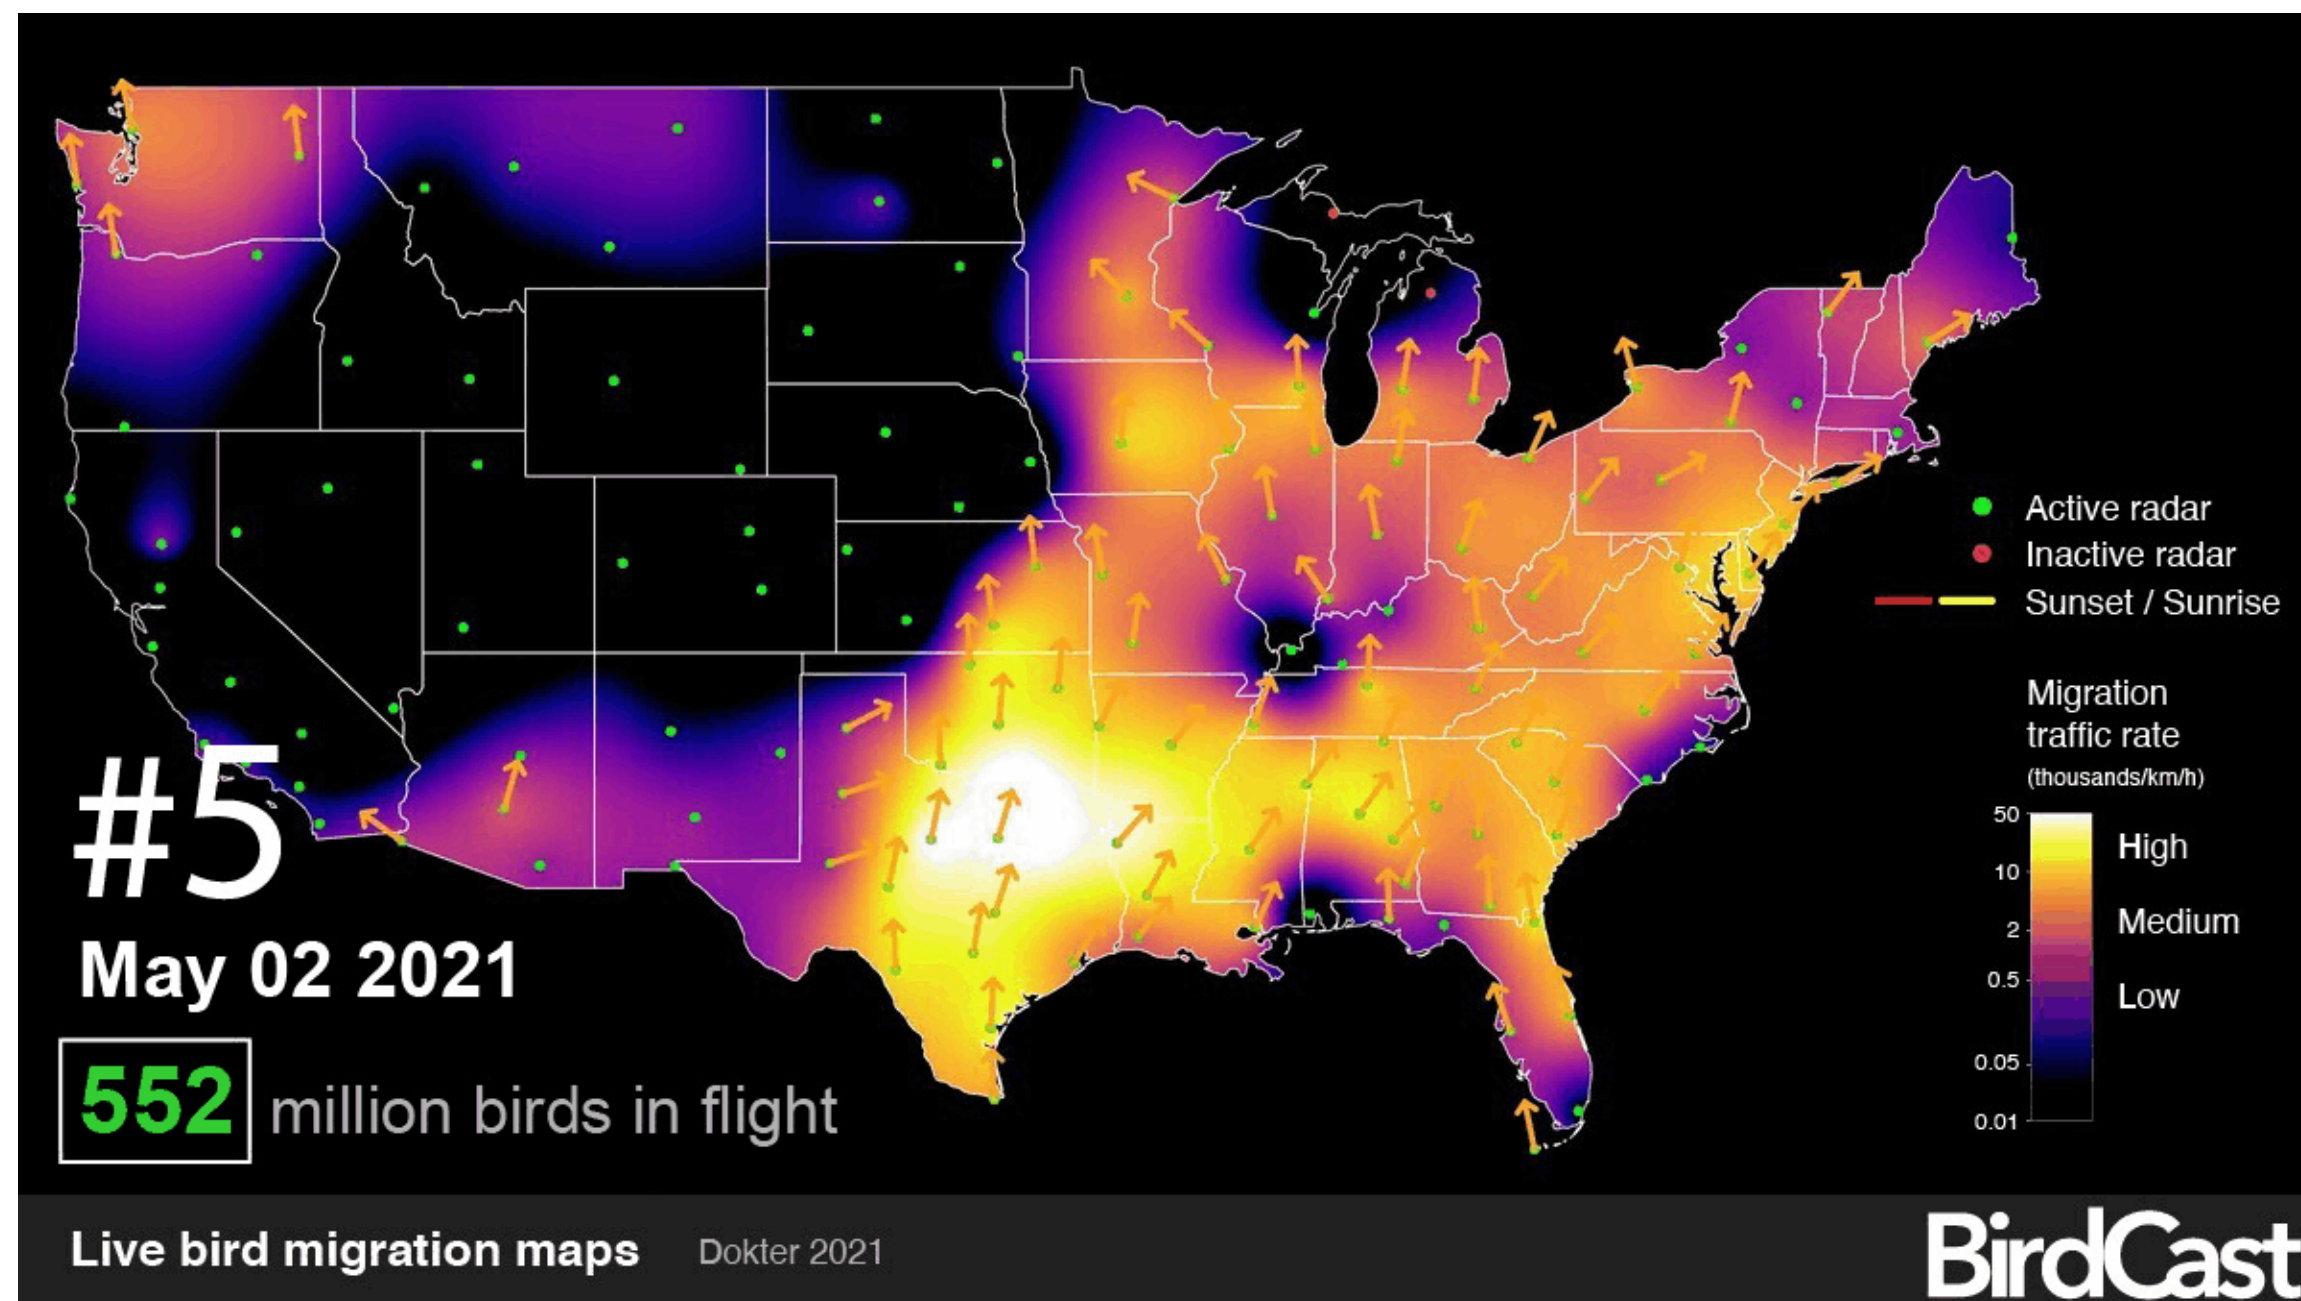 Active radar
Inactive radar
Sunset / Sunrise
Migration
traffic rate
(thousands/km/h)
50
High
10
Medium
2
0.5
Low
0.05
0.01
#5
May 02 2021
552 million birds in flight
Live bird migration maps Dokter 2021
BirdCast